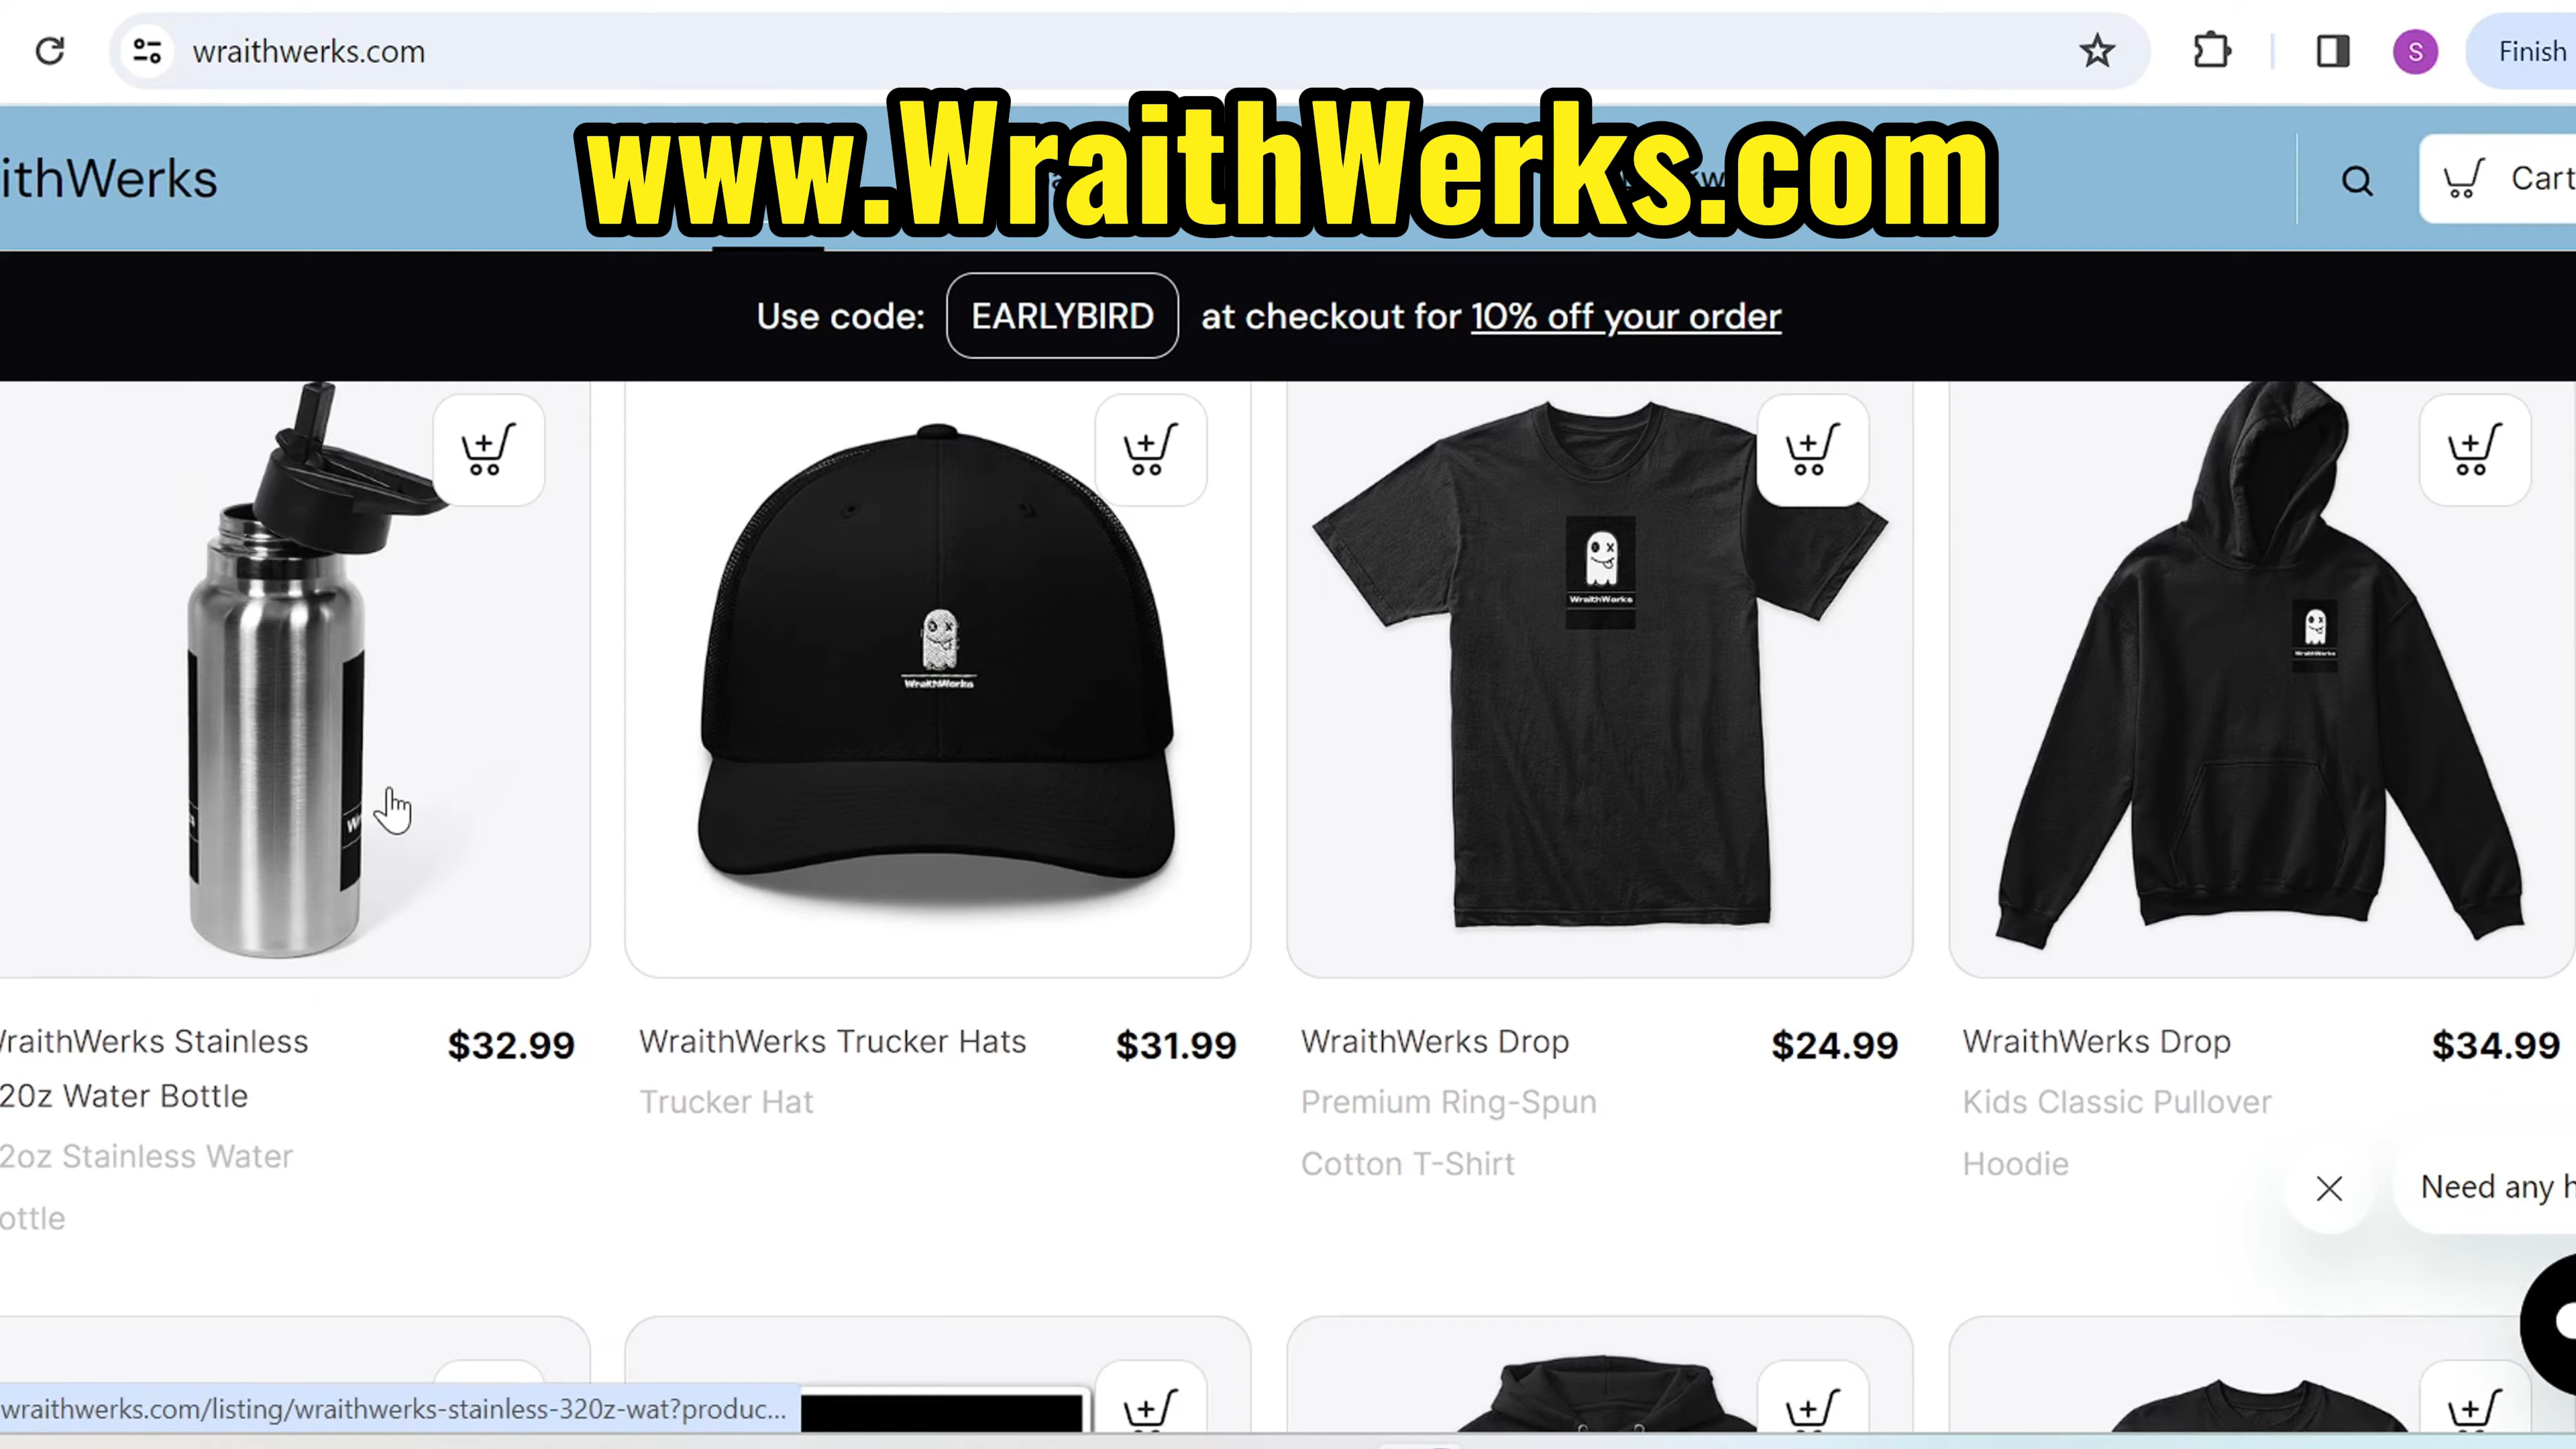 wraithwerks.com
S
Finish
www.WraithWerks.com
ithWerks
Cart
Use code: EARLYBIRD at checkout for 10% off your order
WraithWerks
WraithWerks
WraithWerks
raithWerks Stainless
$32.99
20z Water Bottle
2oz Stainless Water
ottle
WraithWerks Trucker Hats
$31.99
Trucker Hat
WraithWerks Drop
$24.99
Premium Ring-Spun
Cotton T-Shirt
WraithWerks Drop
$34.99
Kids Classic Pullover
Hoodie
Need any h
wraithwerks.com/listing/wraithwerks-stainless-320z-wat?produc...